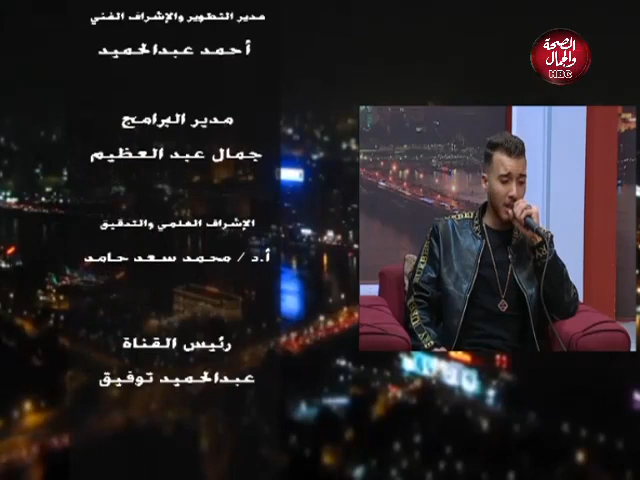 مدير التطوير والإشراف الفني
أحمد عبدالحميد
مدير البرامج
جمال عبد العظيم
الإشراف العلمي والتدقيق
أ.د / محمد سعد حامد
رئيس القناة
عبدالحميد توفيق
الصحة
والجمال
HBC